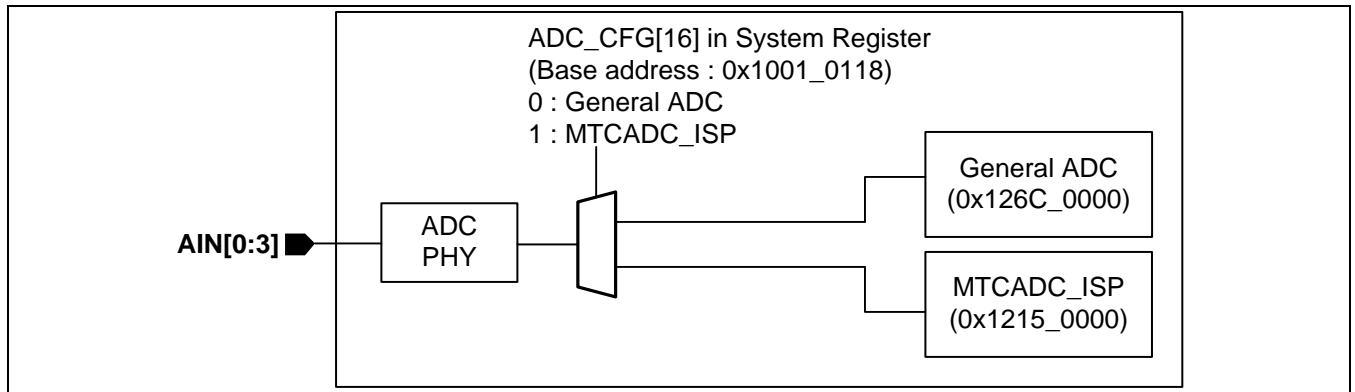 ADC_CFG[16] in System Register
(Base address : 0x1001_0118)
0 : General ADC
1 : MTCADC_ISP
General ADC
(0x126C_0000)
AIN[0:3]
ADC
PHY
MTCADC_ISP
(0x1215_0000)